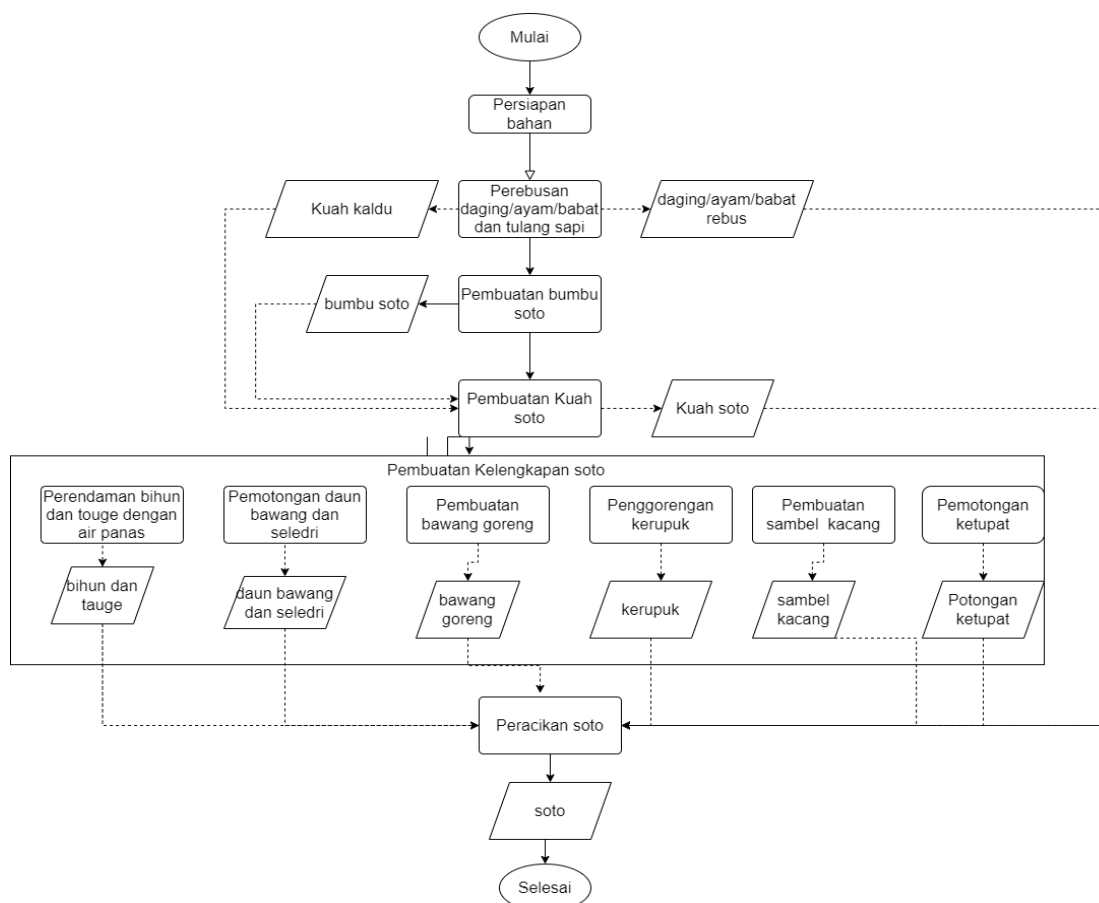 Mulai
Persiapan
bahan
Kuah kaldu
Perebusan
daging/ayam/babat
dan tulang sapi
daging/ayam/babat
rebus
bumbu soto
Pembuatan bumbu
soto
Pembuatan Kuah
soto
Kuah soto
Pembuatan Kelengkapan soto
Perendaman bihun
dan touge dengan
air panas
Pemotongan daun
bawang dan
seledri
Pembuatan
bawang goreng
Penggorengan
kerupuk
Pembuatan
sambel kacang
Pemotongan
ketupat
bihun dan
tauge
daun bawang
dan seledri
bawang
goreng
kerupuk
sambel
kacang
Potongan
ketupat
Peracikan soto
soto
Selesai